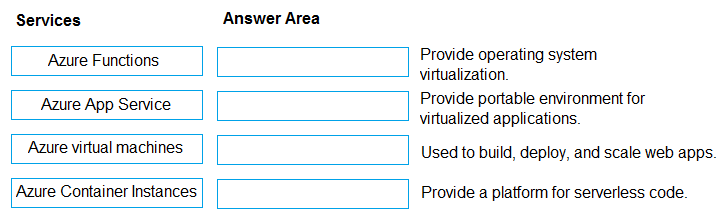 Services
Answer Area
Azure Functions
Provide operating system
virtualization.
Azure App Service
Provide portable environment for
virtualized applications.
Azure virtual machines
Used to build, deploy, and scale web apps.
Azure Container Instances
Provide a platform for serverless code.